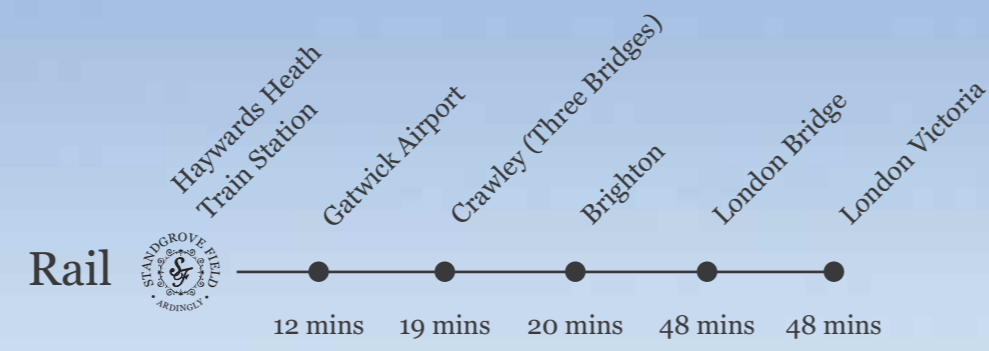 Haywards Heath
Train Station
Gatwick Airport
Crawley (Three Bridges)
Brighton
London Bridge
London Victoria
Rail
STANDGROVE FIELD
SF
• ARDINGLY •
12 mins
19 mins
20 mins
48 mins
48 mins